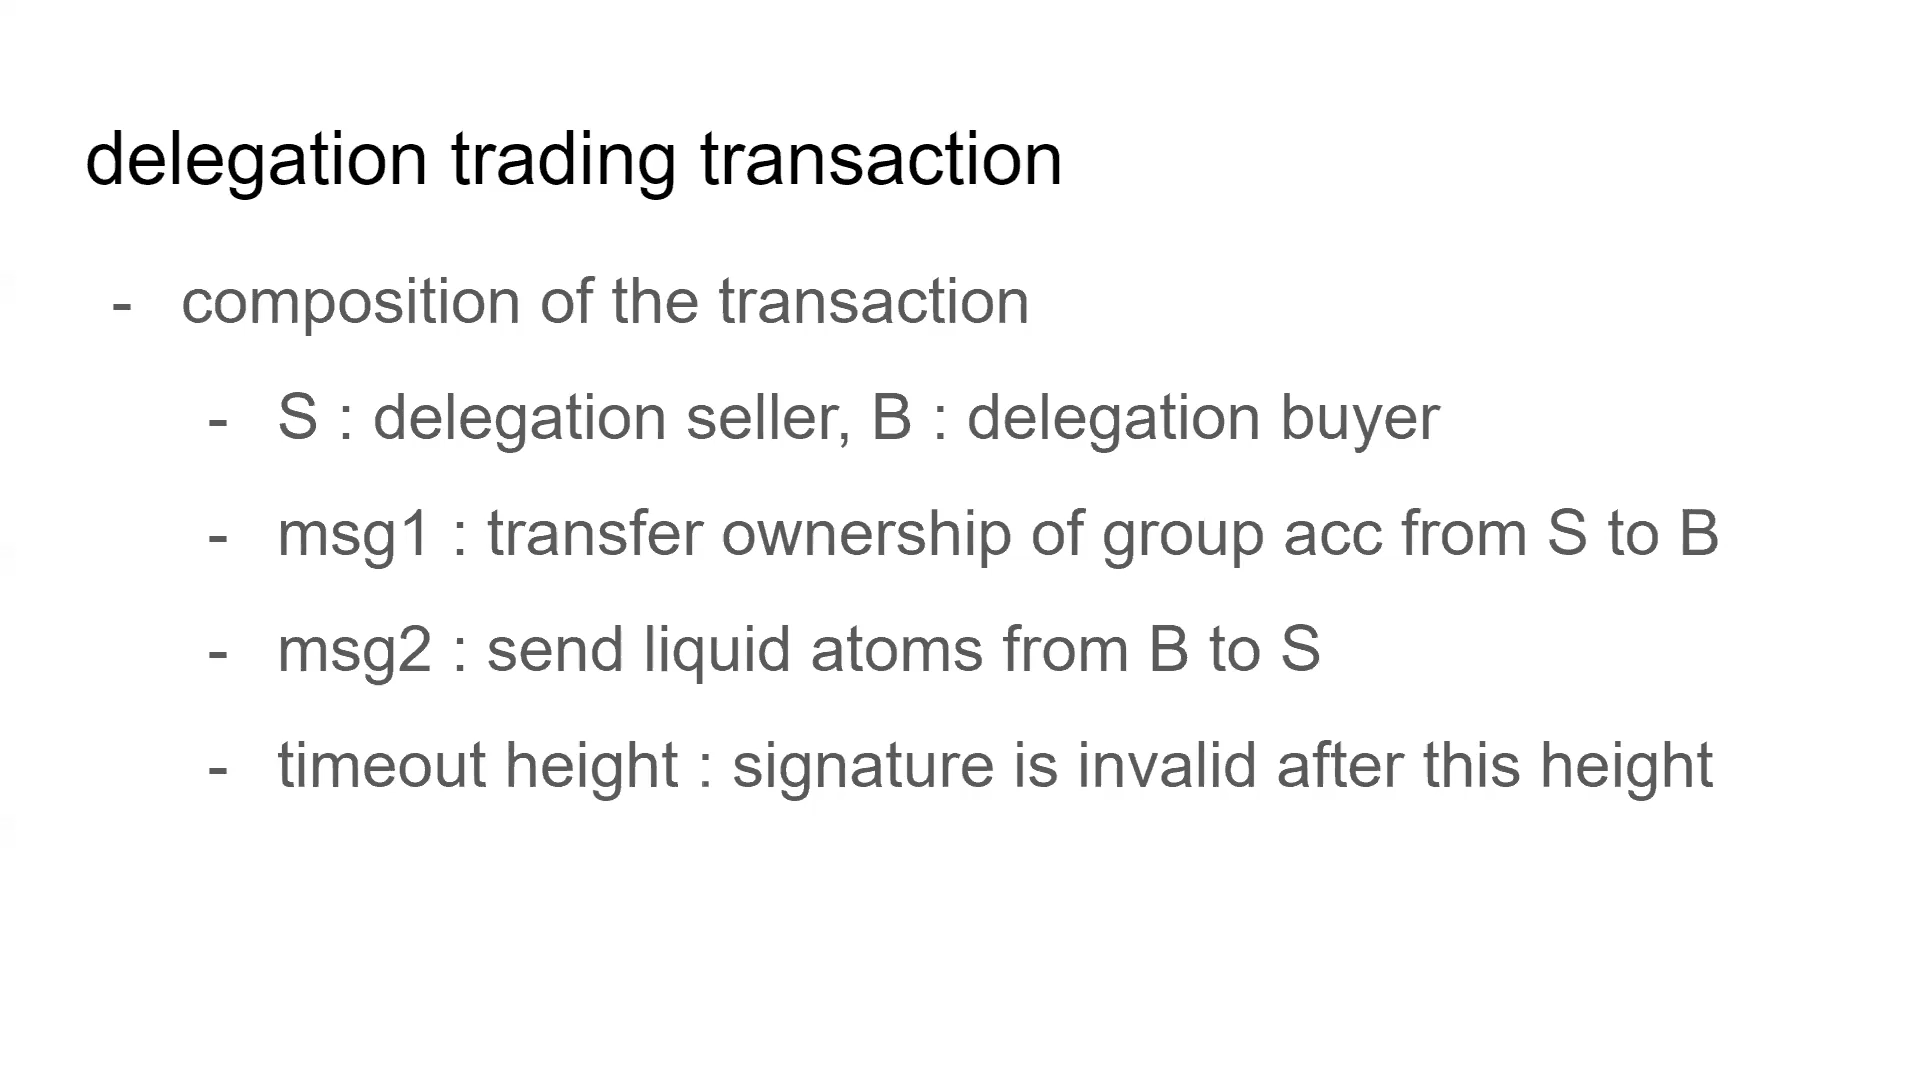 delegation trading transaction
- composition of the transaction
- S : delegation seller, B : delegation buyer
- msg1 : transfer ownership of group acc from S to B
- msg2 : send liquid atoms from B to S
- timeout height : signature is invalid after this height